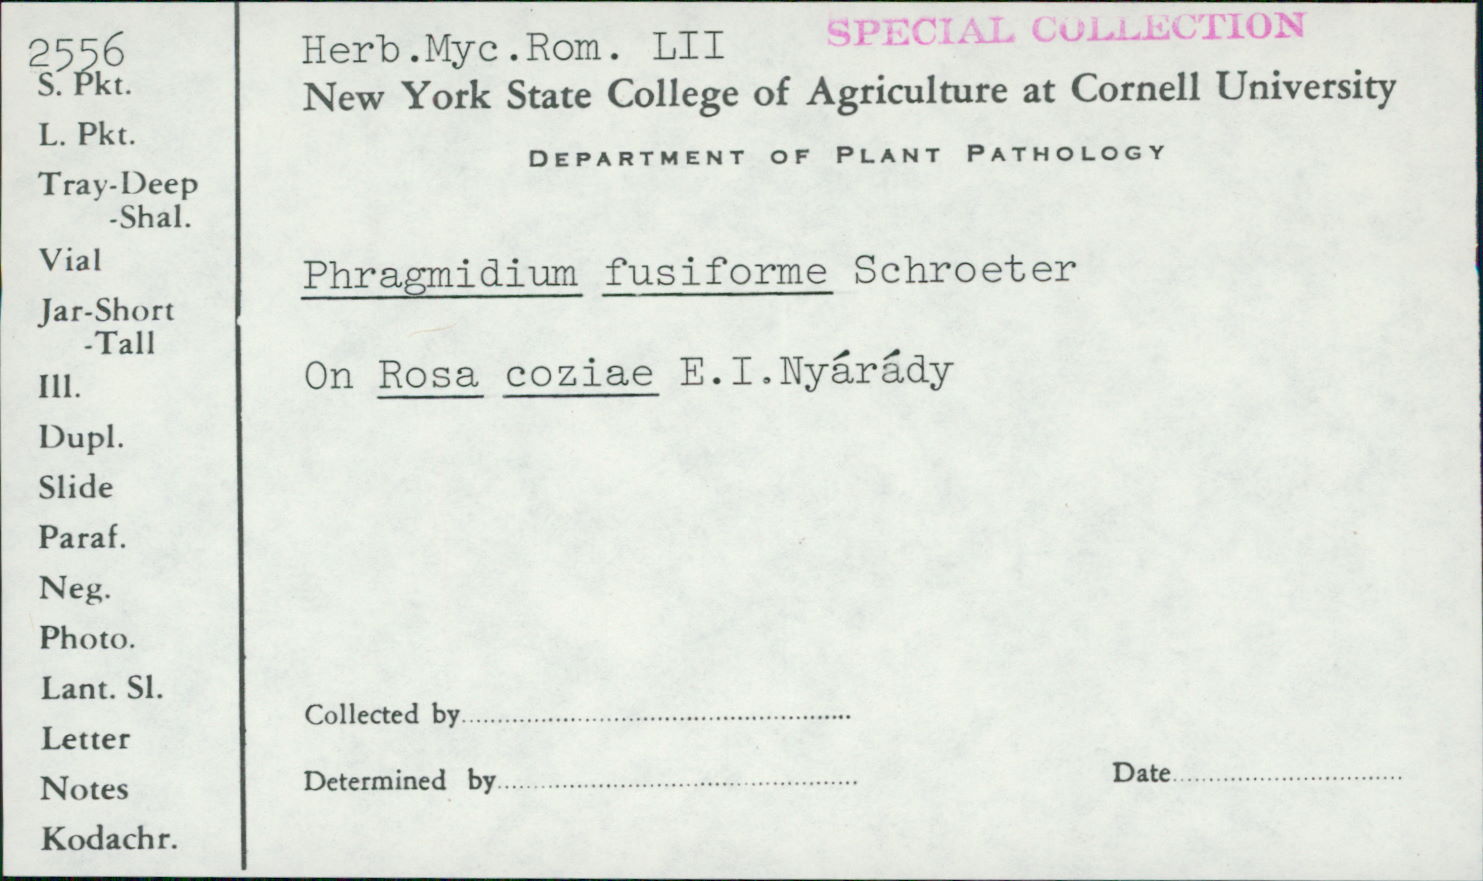 2556
S. Pkt.
L. Pkt.
Tray-Deep
-Shal.
Vial
Jar-Short
-Tall
Ill.
Dupl.
Slide
Paraf.
Neg.
Photo.
Lant. Sl.
Letter
Notes
Kodachr.
Herb.Myc.Rom. LII
SPECIAL COLLECTION
New York State College of Agriculture at Cornell University
DEPARTMENT OF PLANT PATHOLOGY
Phragmidium fusiforme Schroeter
On Rosa coziae E.I.Nyárády
Collected by
Determined by
Date